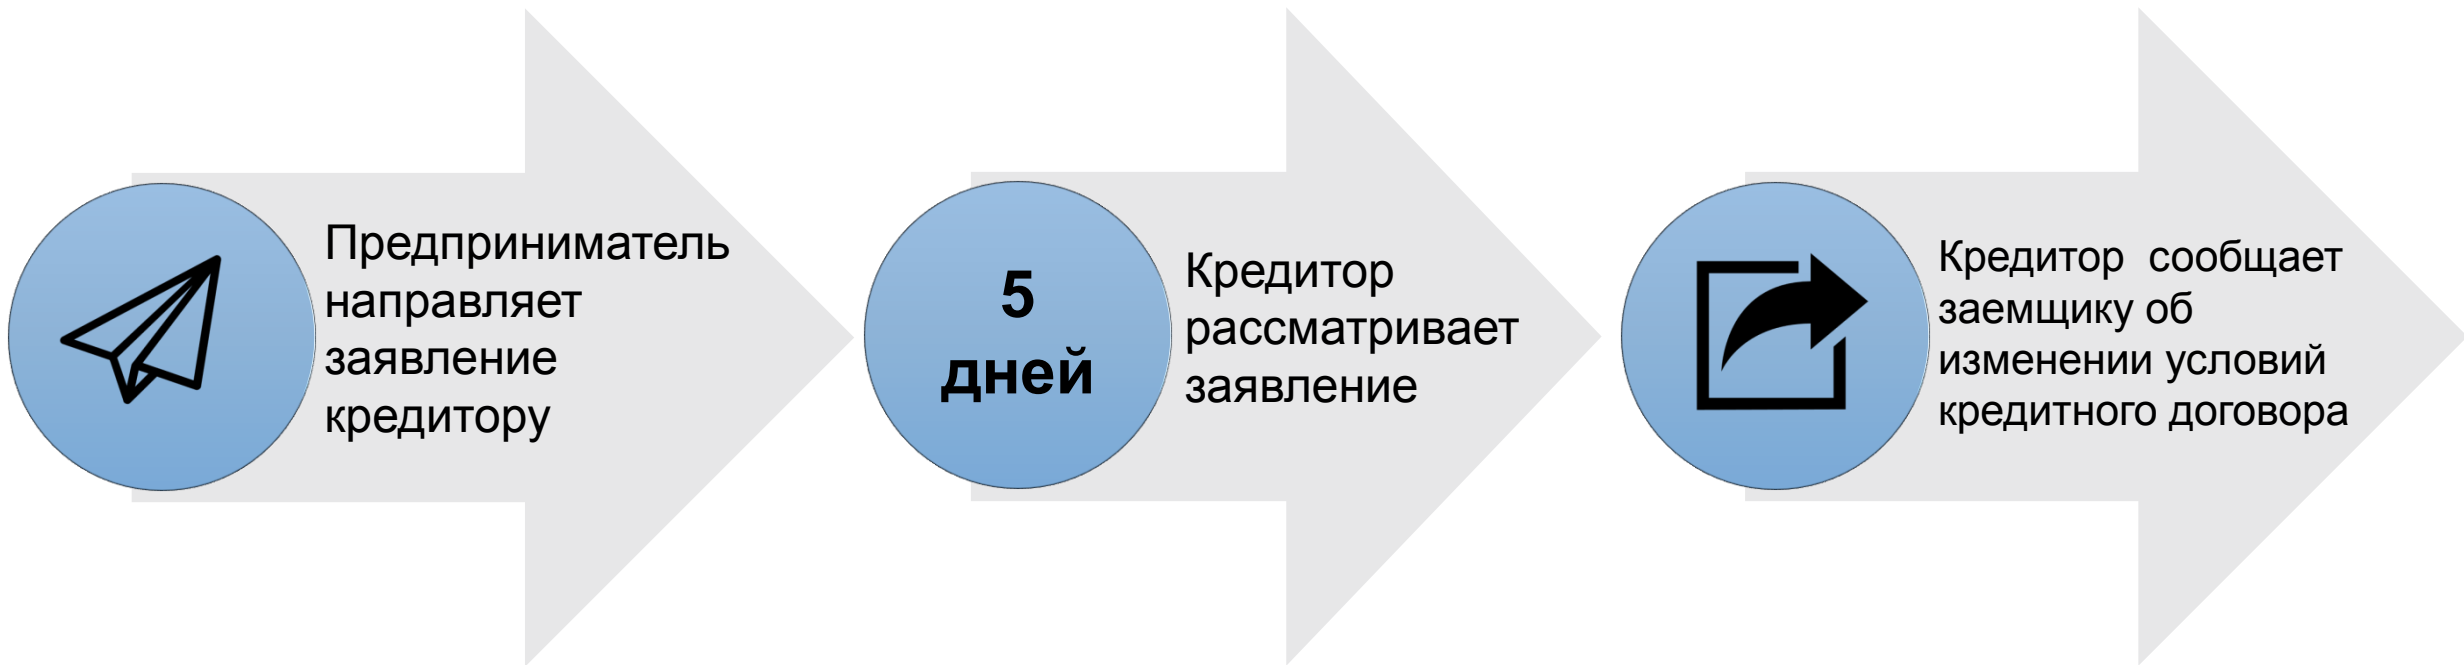 Предприниматель
направляет
заявление
кредитору
5
дней
Кредитор
рассматривает
заявление
Кредитор  сообщает
заемщику об
изменении условий
кредитного договора